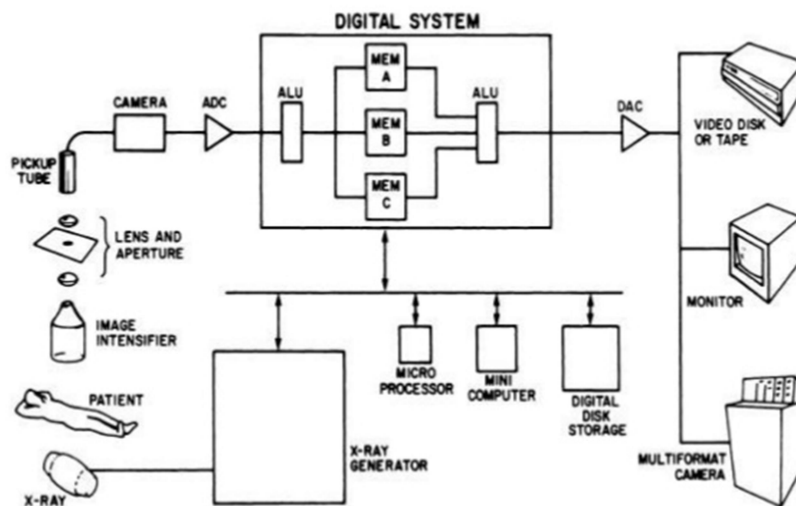 DIGITAL SYSTEM
MEM
A
CAMERA
ADC
ALU
ALU
DAC
MEM
B
VIDEO DISK
OR TAPE
PICKUP
TUBE
MEM
C
LENS AND
APERTURE
MONITOR
IMAGE
INTENSIFIER
MICRO
PROCESSOR
MINI
COMPUTER
DIGITAL
DISK
STORAGE
PATIENT
X-RAY
GENERATOR
MULTIFORMAT
CAMERA
X-RAY